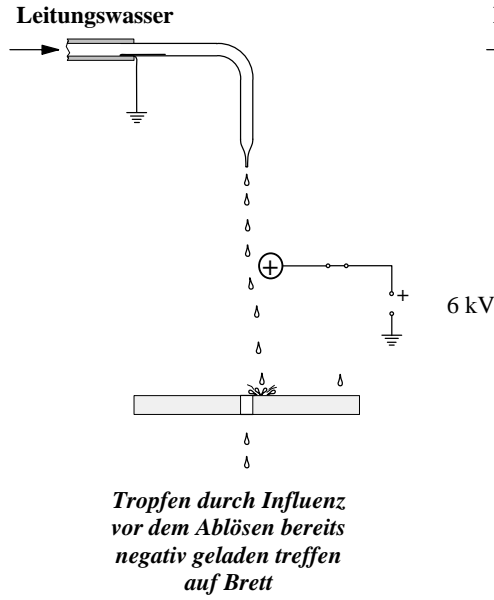 Leitungswasser
+
+
6 kV
Tropfen durch Influenz
vor dem Ablösen bereits
negativ geladen treffen
auf Brett